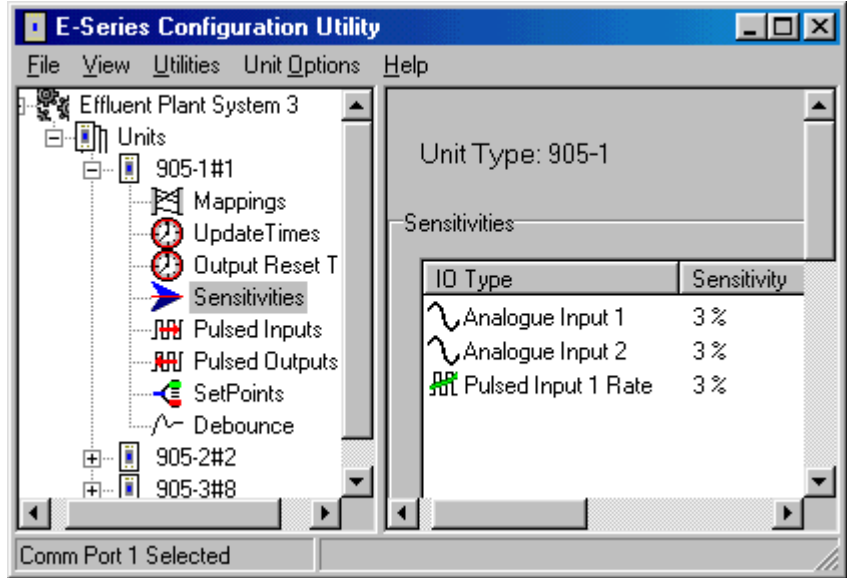 E-Series Configuration Utility
File View Utilities Unit Options Help
Effluent Plant System 3
Units
905-1#1
Mappings
UpdateTimes
Output Reset T
Sensitivities
Pulsed Inputs
Pulsed Outputs
SetPoints
Debounce
905-2#2
905-3#8
Unit Type: 905-1
Sensitivities
IO Type Sensitivity
Analogue Input 1 3 %
Analogue Input 2 3 %
Pulsed Input 1 Rate 3 %
Comm Port 1 Selected